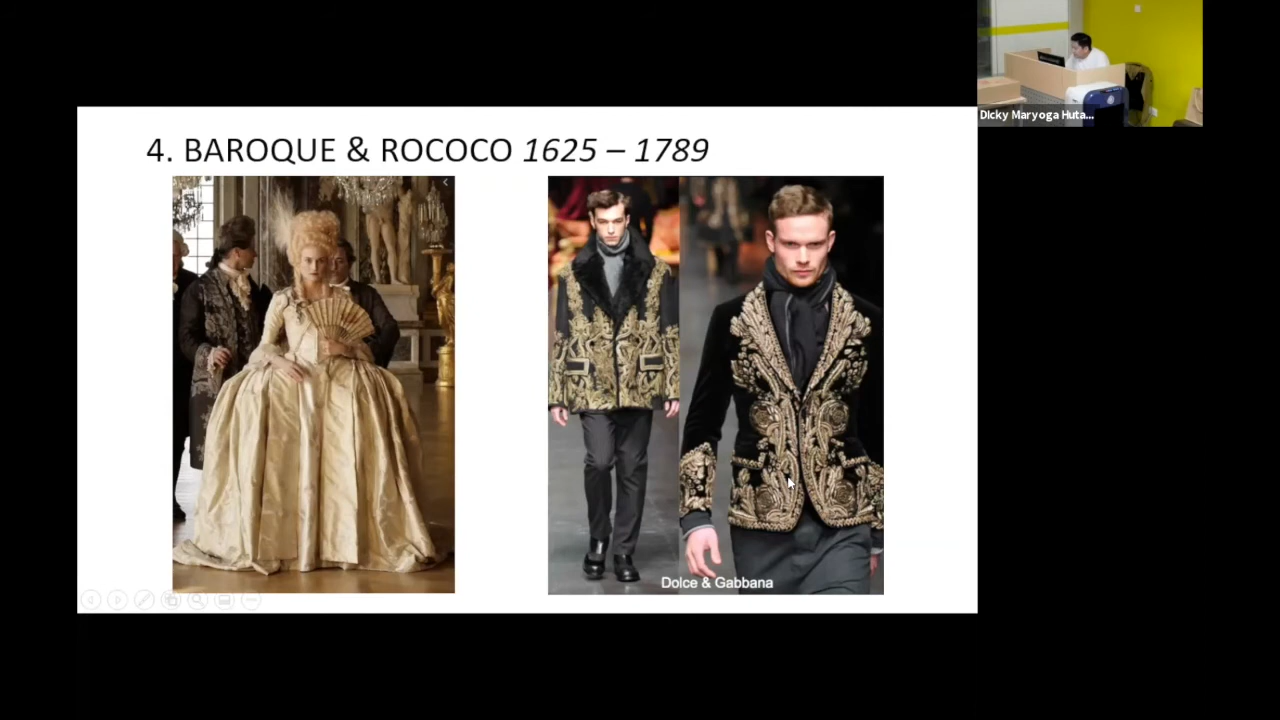 4. BAROQUE & ROCOCO 1625 – 1789
Dolce & Gabbana
Dicky Maryoga Huta...